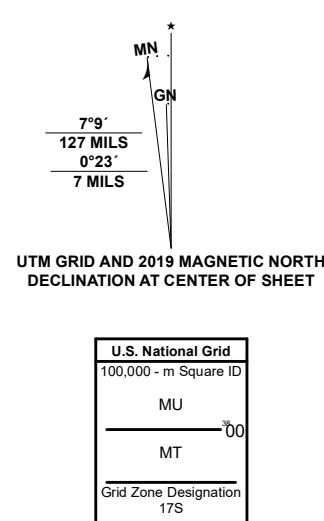 ★
MN
GN
7°9´
127 MILS
0°23´
7 MILS
UTM GRID AND 2019 MAGNETIC NORTH
DECLINATION AT CENTER OF SHEET
U.S. National Grid
100,000 - m Square ID
MU
³⁹00
MT
Grid Zone Designation
17S